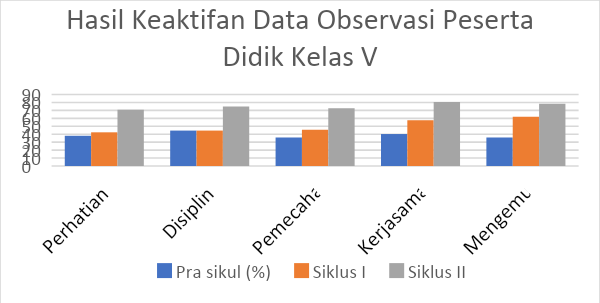 Hasil Keaktifan Data Observasi Peserta
Didik Kelas V
90
80
70
60
50
40
30
20
10
0
Perhatian
Disiplin
Pemecaha
Kerjasama
Mengemu
Pra sikul (%)
Siklus I
Siklus II